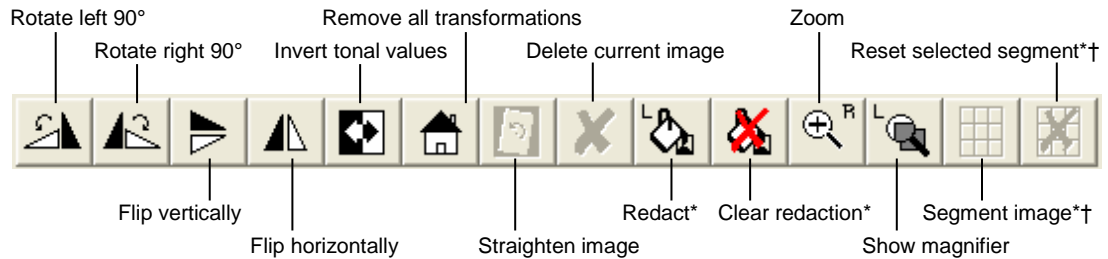 Rotate left 90° Remove all transformations Zoom
Rotate right 90° Invert tonal values Delete current image Reset selected segment*†
L R L
Flip vertically Redact* Clear redaction* Segment image*†
Flip horizontally Straighten image Show magnifier